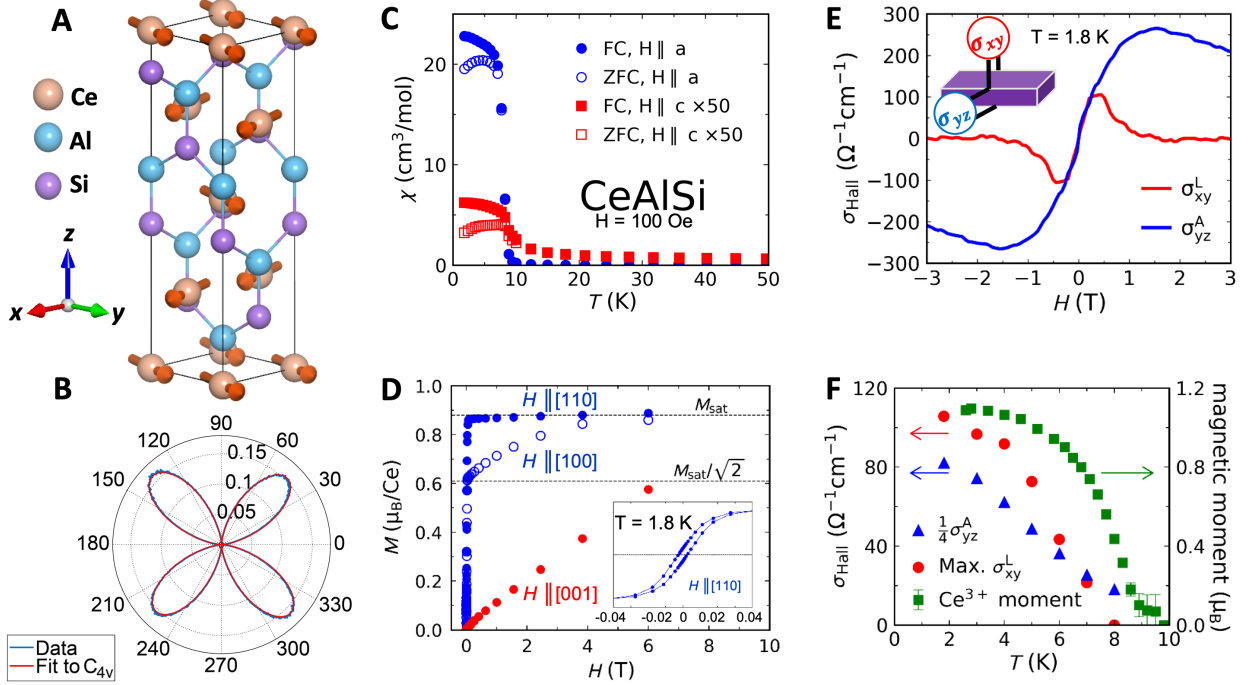 A
Ce
Al
Si
z
x
y
B
90
120
60
0.15
150
0.1
30
0.05
180
0
210
330
240
300
270
Data
Fit to C4v
C
FC, H ∥ a
ZFC, H ∥ a
FC, H ∥ c ×50
ZFC, H ∥ c ×50
CeAlSi
H = 100 Oe
χ (cm³/mol)
20
10
0
0
10
20
30
40
50
T (K)
D
H ∥ [110]
Msat
H ∥ [100]
Msat/√2
T = 1.8 K
H ∥ [110]
-0.04
-0.02
0
0.02
0.04
H ∥ [001]
M (μB/Ce)
1.0
0.8
0.6
0.4
0.2
0.0
0
2
4
6
8
10
H (T)
E
σxy
T = 1.8 K
σyz
σᴸxy
σᴬyz
σHall (Ω⁻¹cm⁻¹)
300
200
100
0
−100
−200
−300
−3
−2
−1
0
1
2
3
H (T)
F
¼σᴬyz
Max. σᴸxy
Ce³⁺ moment
σHall (Ω⁻¹cm⁻¹)
120
100
80
60
40
20
0
magnetic moment (μB)
1.2
0.8
0.4
0.0
0
2
4
6
8
10
T (K)